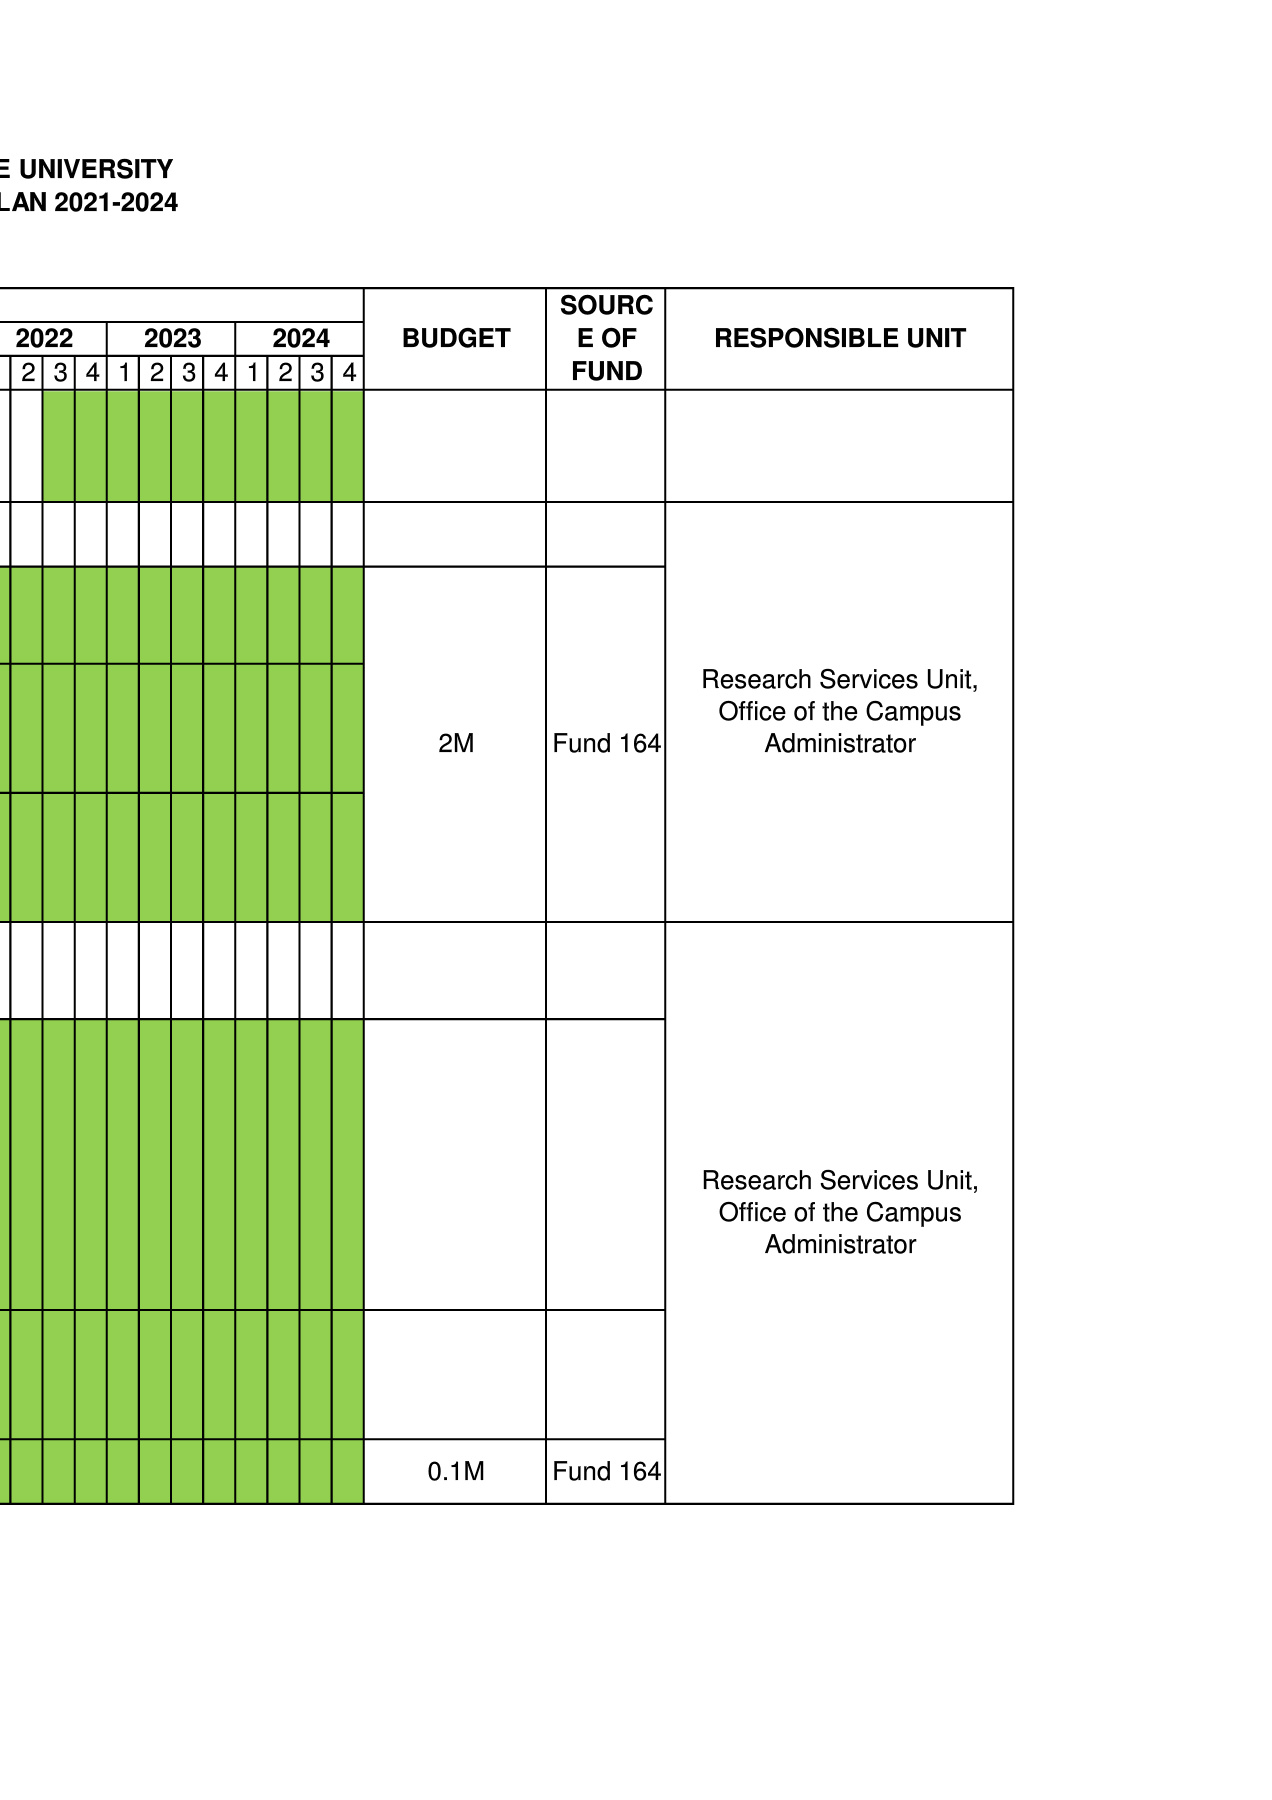 E UNIVERSITY
LAN 2021-2024
2022 2023 2024
2 3 4 1 2 3 4 1 2 3 4
BUDGET
SOURC
E OF
FUND
RESPONSIBLE UNIT
2M
Fund 164
Research Services Unit,
Office of the Campus
Administrator
Research Services Unit,
Office of the Campus
Administrator
0.1M
Fund 164